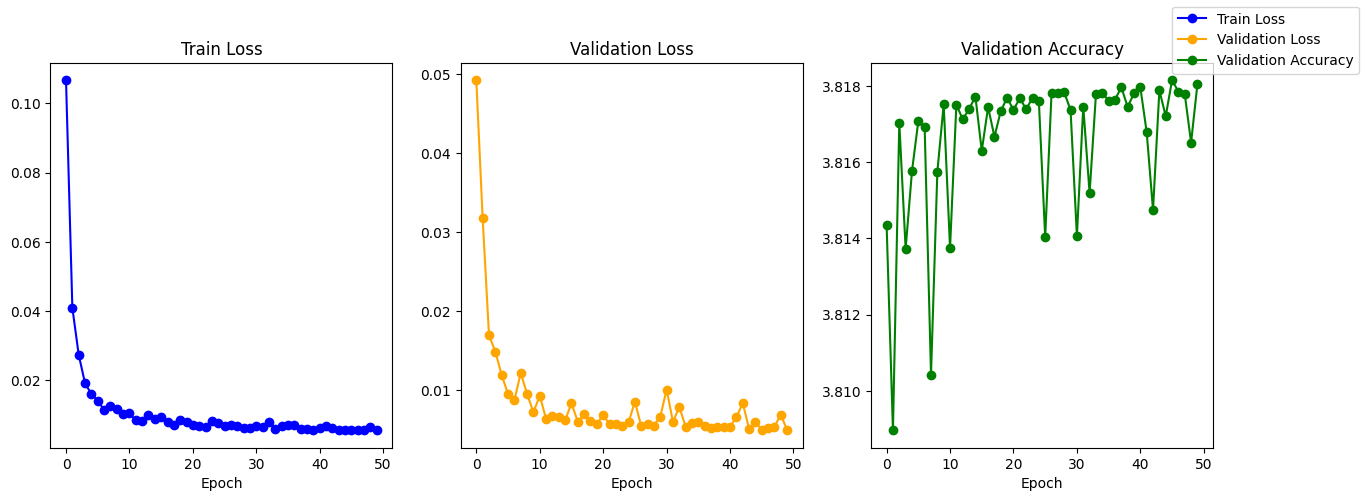 Train Loss
Validation Loss
Validation Accuracy
Train Loss
Validation Loss
Validation Accuracy
0.10
0.08
0.06
0.04
0.02
0 10 20 30 40 50
Epoch
0.05
0.04
0.03
0.02
0.01
0 10 20 30 40 50
Epoch
3.818
3.816
3.814
3.812
3.810
0 10 20 30 40 50
Epoch